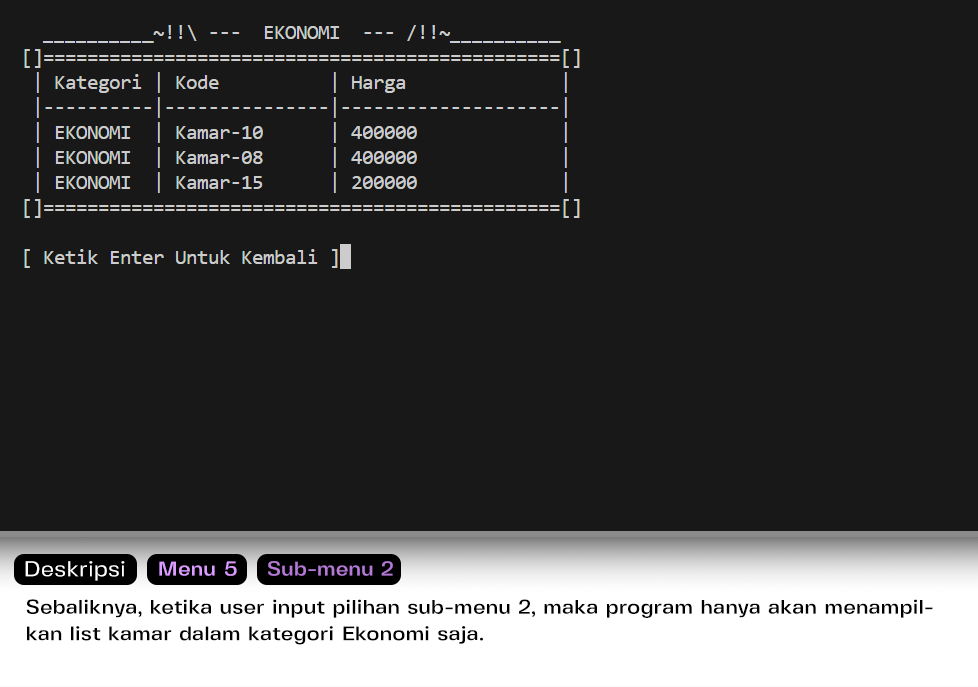 __________~!!\ ---  EKONOMI  --- /!!~__________
[]===============================================[]
| Kategori | Kode          | Harga              |
|----------|---------------|--------------------|
| EKONOMI  | Kamar-10      | 400000             |
| EKONOMI  | Kamar-08      | 400000             |
| EKONOMI  | Kamar-15      | 200000             |
[]===============================================[]
[ Ketik Enter Untuk Kembali ]
Deskripsi Menu 5 Sub-menu 2
Sebaliknya, ketika user input pilihan sub-menu 2, maka program hanya akan menampil-
kan list kamar dalam kategori Ekonomi saja.